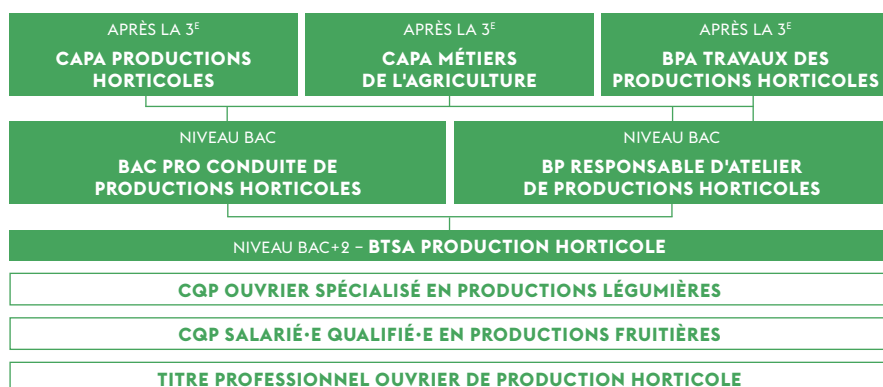 APRÈS LA 3E
CAPA PRODUCTIONS
HORTICOLES
APRÈS LA 3E
CAPA MÉTIERS
DE L'AGRICULTURE
APRÈS LA 3E
BPA TRAVAUX DES
PRODUCTIONS HORTICOLES
NIVEAU BAC
BAC PRO CONDUITE DE
PRODUCTIONS HORTICOLES
NIVEAU BAC
BP RESPONSABLE D'ATELIER
DE PRODUCTIONS HORTICOLES
NIVEAU BAC+2 – BTSA PRODUCTION HORTICOLE
CQP OUVRIER SPÉCIALISÉ EN PRODUCTIONS LÉGUMIÈRES
CQP SALARIÉ·E QUALIFIÉ·E EN PRODUCTIONS FRUITIÈRES
TITRE PROFESSIONNEL OUVRIER DE PRODUCTION HORTICOLE